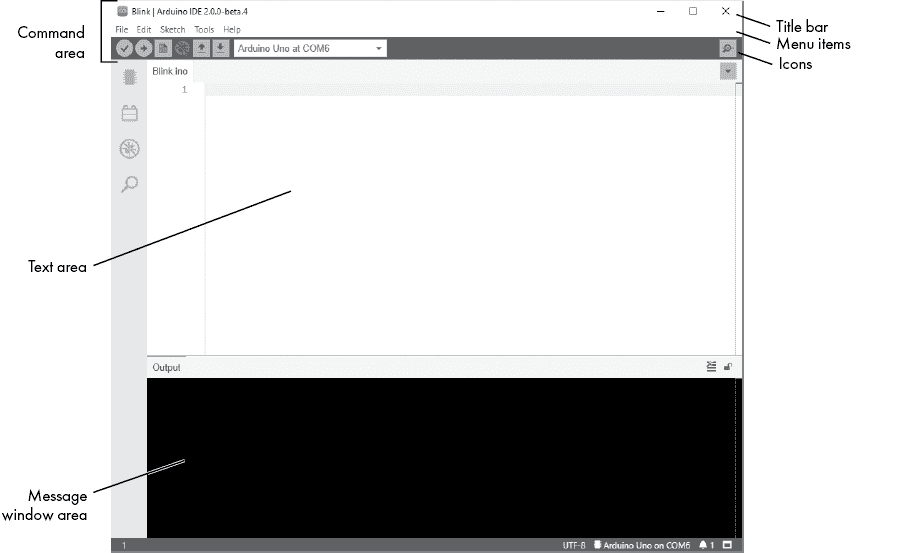 Command
area
Blink | Arduino IDE 2.0.0-beta.4
Title bar
File Edit Sketch Tools Help
Menu items
Arduino Uno at COM6
Icons
Blink.ino
1
Text area
Output
Message
window area
1 UTF-8 Arduino Uno on COM6 1